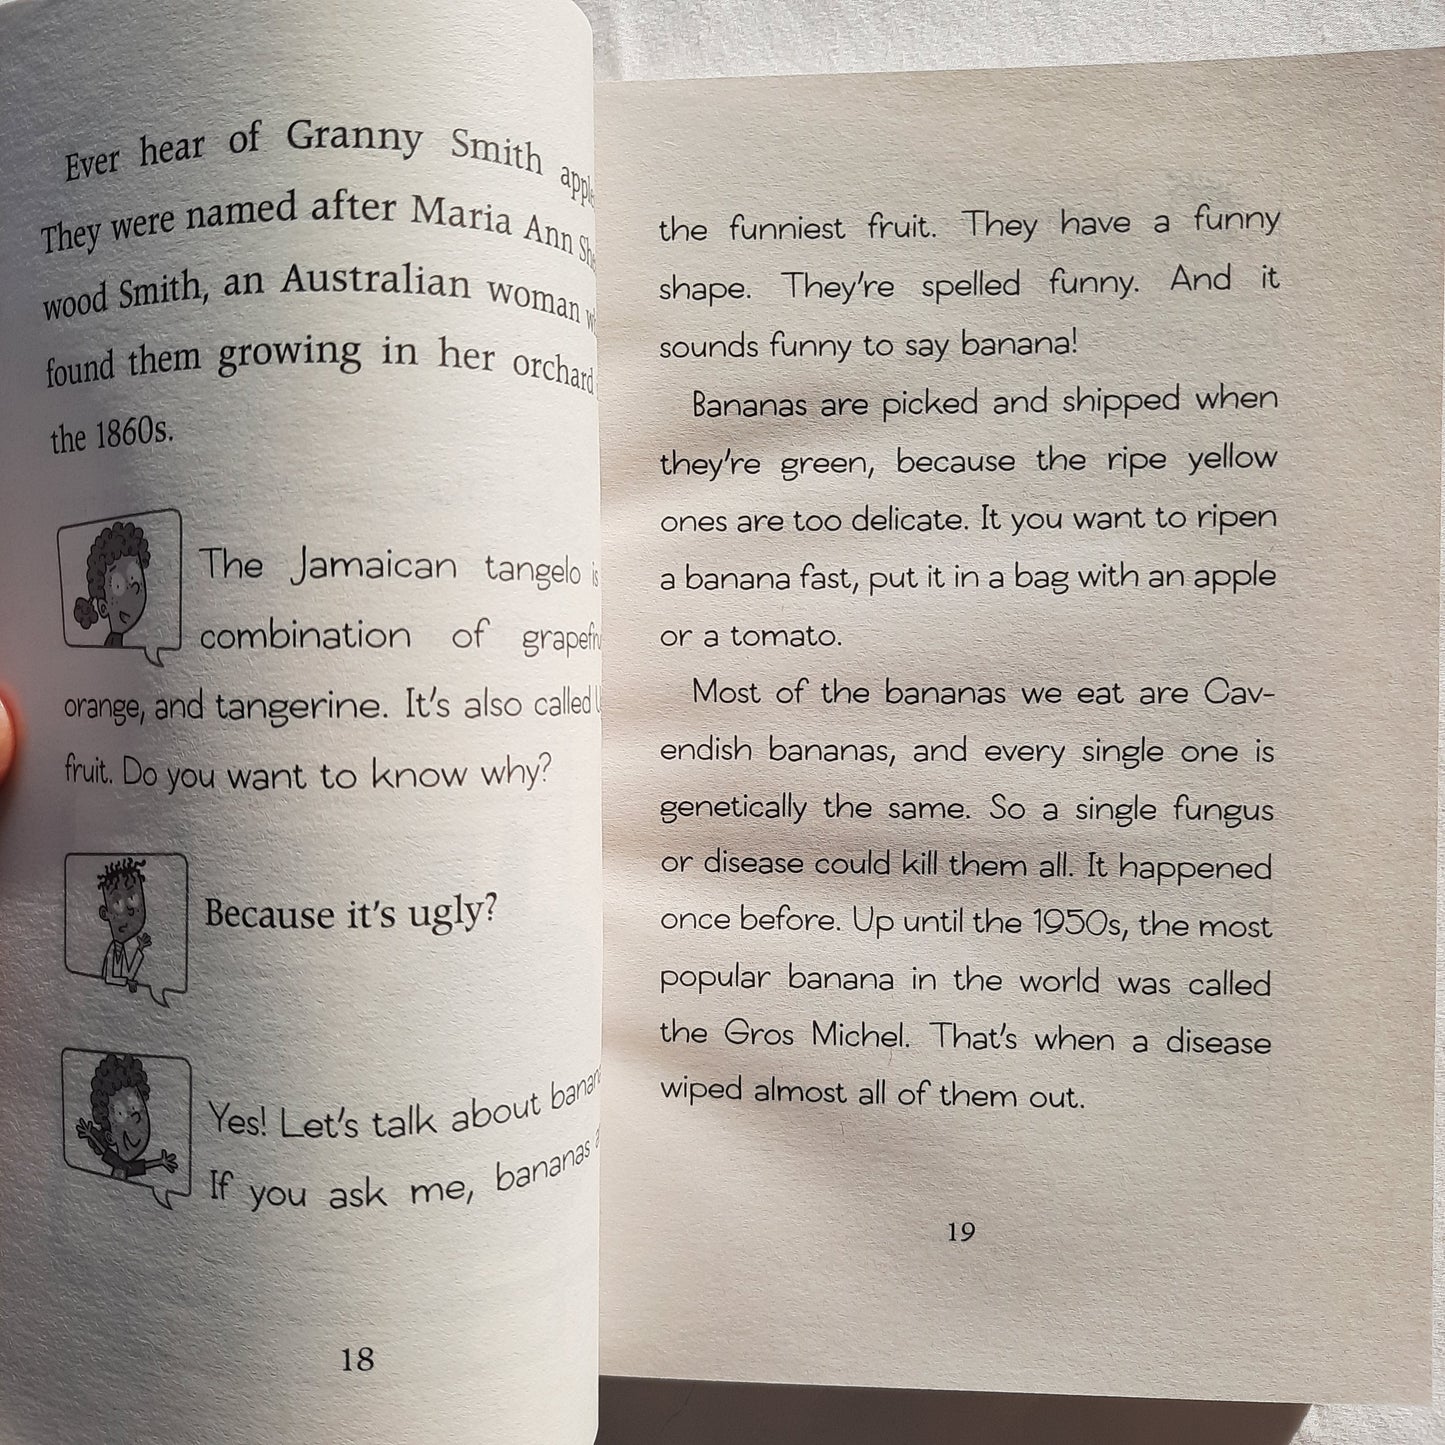 Ever hear of Granny Smith
They were named after Maria Ann
wood Smith, an Australian woman
found them growing in her orchard
the 1860s.
The Jamaican tangelo
combination of
orange, and tangerine. It's also called
fruit. Do you want to know why?
Because it's ugly?
Yes! Let's talk about
If you ask me, bananas
18
the funniest fruit. They have a funny
shape. They're spelled funny. And it
sounds funny to say banana!
Bananas are picked and shipped when
they're green, because the ripe yellow
ones are too delicate. It you want to ripen
a banana fast, put it in a bag with an apple
or a tomato.
Most of the bananas we eat are Cav-
endish bananas, and every single one is
genetically the same. So a single fungus
or disease could kill them all. It happened
once before. Up until the 1950s, the most
popular banana in the world was called
the Gros Michel. That's when a disease
wiped almost all of them out.
19